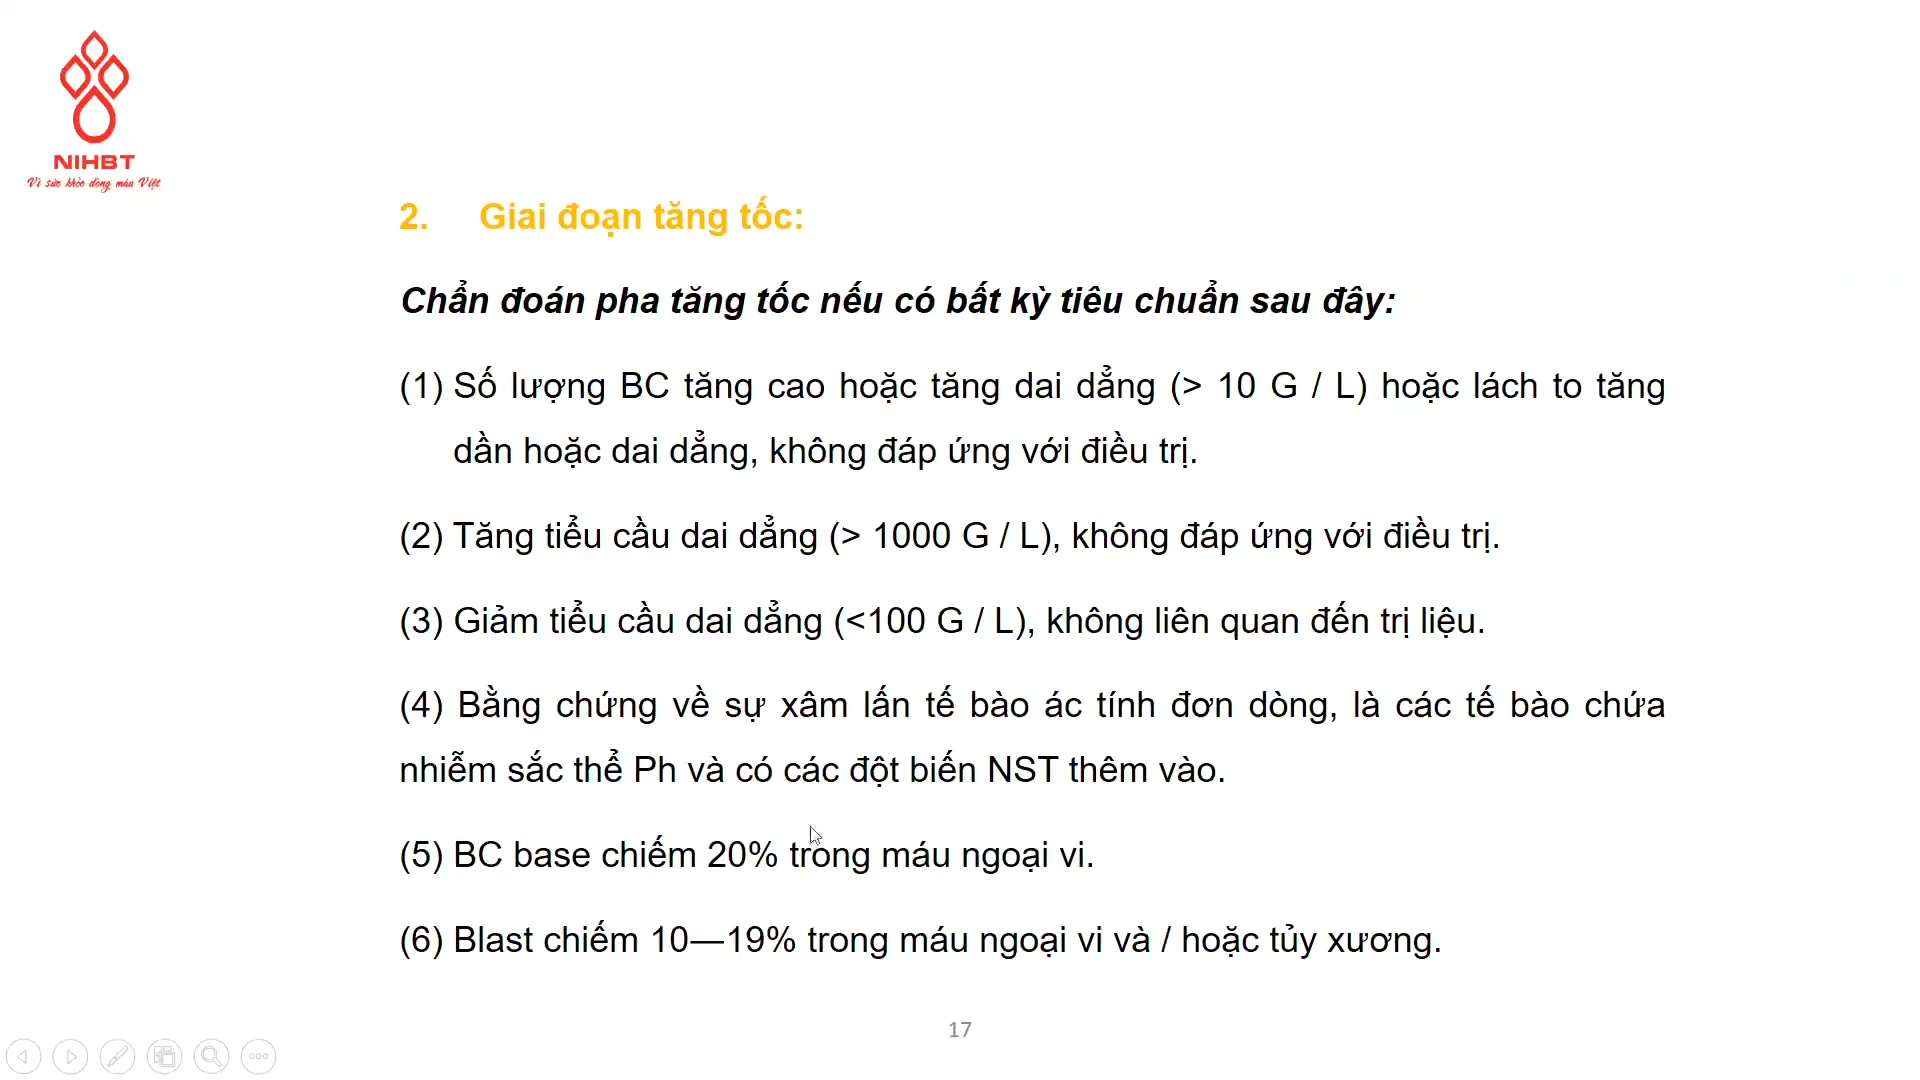 NIHBT
Vì sức khỏe dòng máu Việt
2. Giai đoạn tăng tốc:
Chẩn đoán pha tăng tốc nếu có bất kỳ tiêu chuẩn sau đây:
(1) Số lượng BC tăng cao hoặc tăng dai dẳng (> 10 G / L) hoặc lách to tăng
dần hoặc dai dẳng, không đáp ứng với điều trị.
(2) Tăng tiểu cầu dai dẳng (> 1000 G / L), không đáp ứng với điều trị.
(3) Giảm tiểu cầu dai dẳng (<100 G / L), không liên quan đến trị liệu.
(4) Bằng chứng về sự xâm lấn tế bào ác tính đơn dòng, là các tế bào chứa
nhiễm sắc thể Ph và có các đột biến NST thêm vào.
(5) BC base chiếm 20% trong máu ngoại vi.
(6) Blast chiếm 10—19% trong máu ngoại vi và / hoặc tủy xương.
17